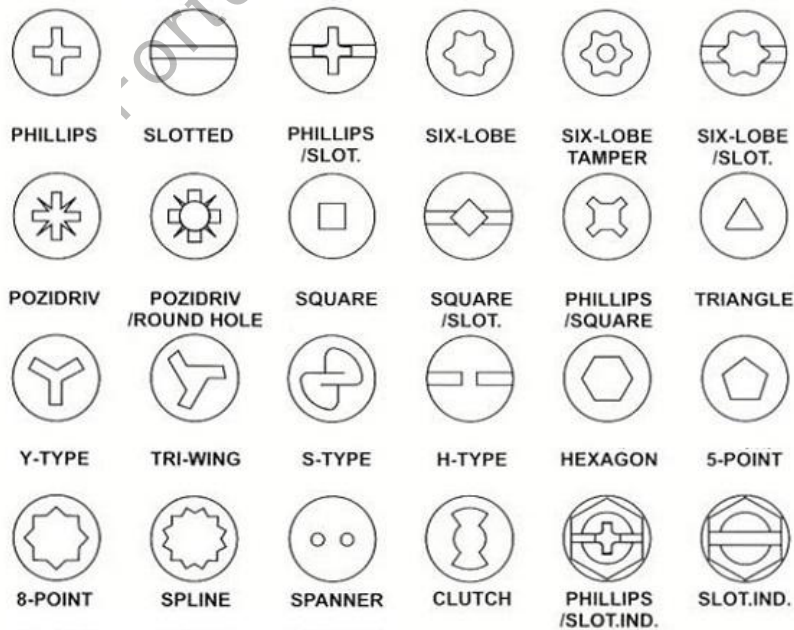 PHILLIPS
SLOTTED
PHILLIPS
/SLOT.
SIX-LOBE
SIX-LOBE
TAMPER
SIX-LOBE
/SLOT.
POZIDRIV
POZIDRIV
/ROUND HOLE
SQUARE
SQUARE
/SLOT.
PHILLIPS
/SQUARE
TRIANGLE
Y-TYPE
TRI-WING
S-TYPE
H-TYPE
HEXAGON
5-POINT
8-POINT
SPLINE
SPANNER
CLUTCH
PHILLIPS
/SLOT.IND.
SLOT.IND.